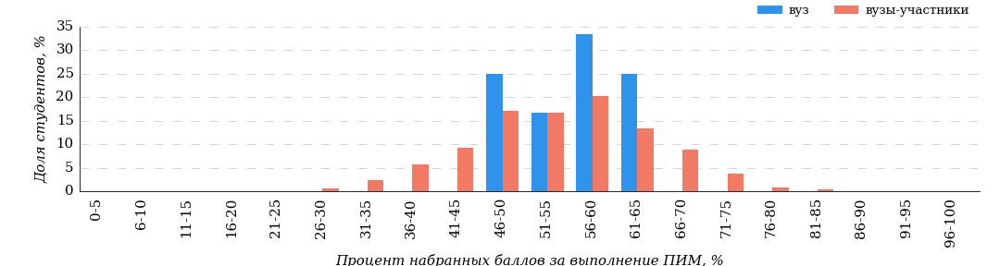 вуз вузы-участники
Доля студентов, %
35
30
25
20
15
10
5
0
0-5 6-10 11-15 16-20 21-25 26-30 31-35 36-40 41-45 46-50 51-55 56-60 61-65 66-70 71-75 76-80 81-85 86-90 91-95 96-100
Процент набранных баллов за выполнение ПИМ, %